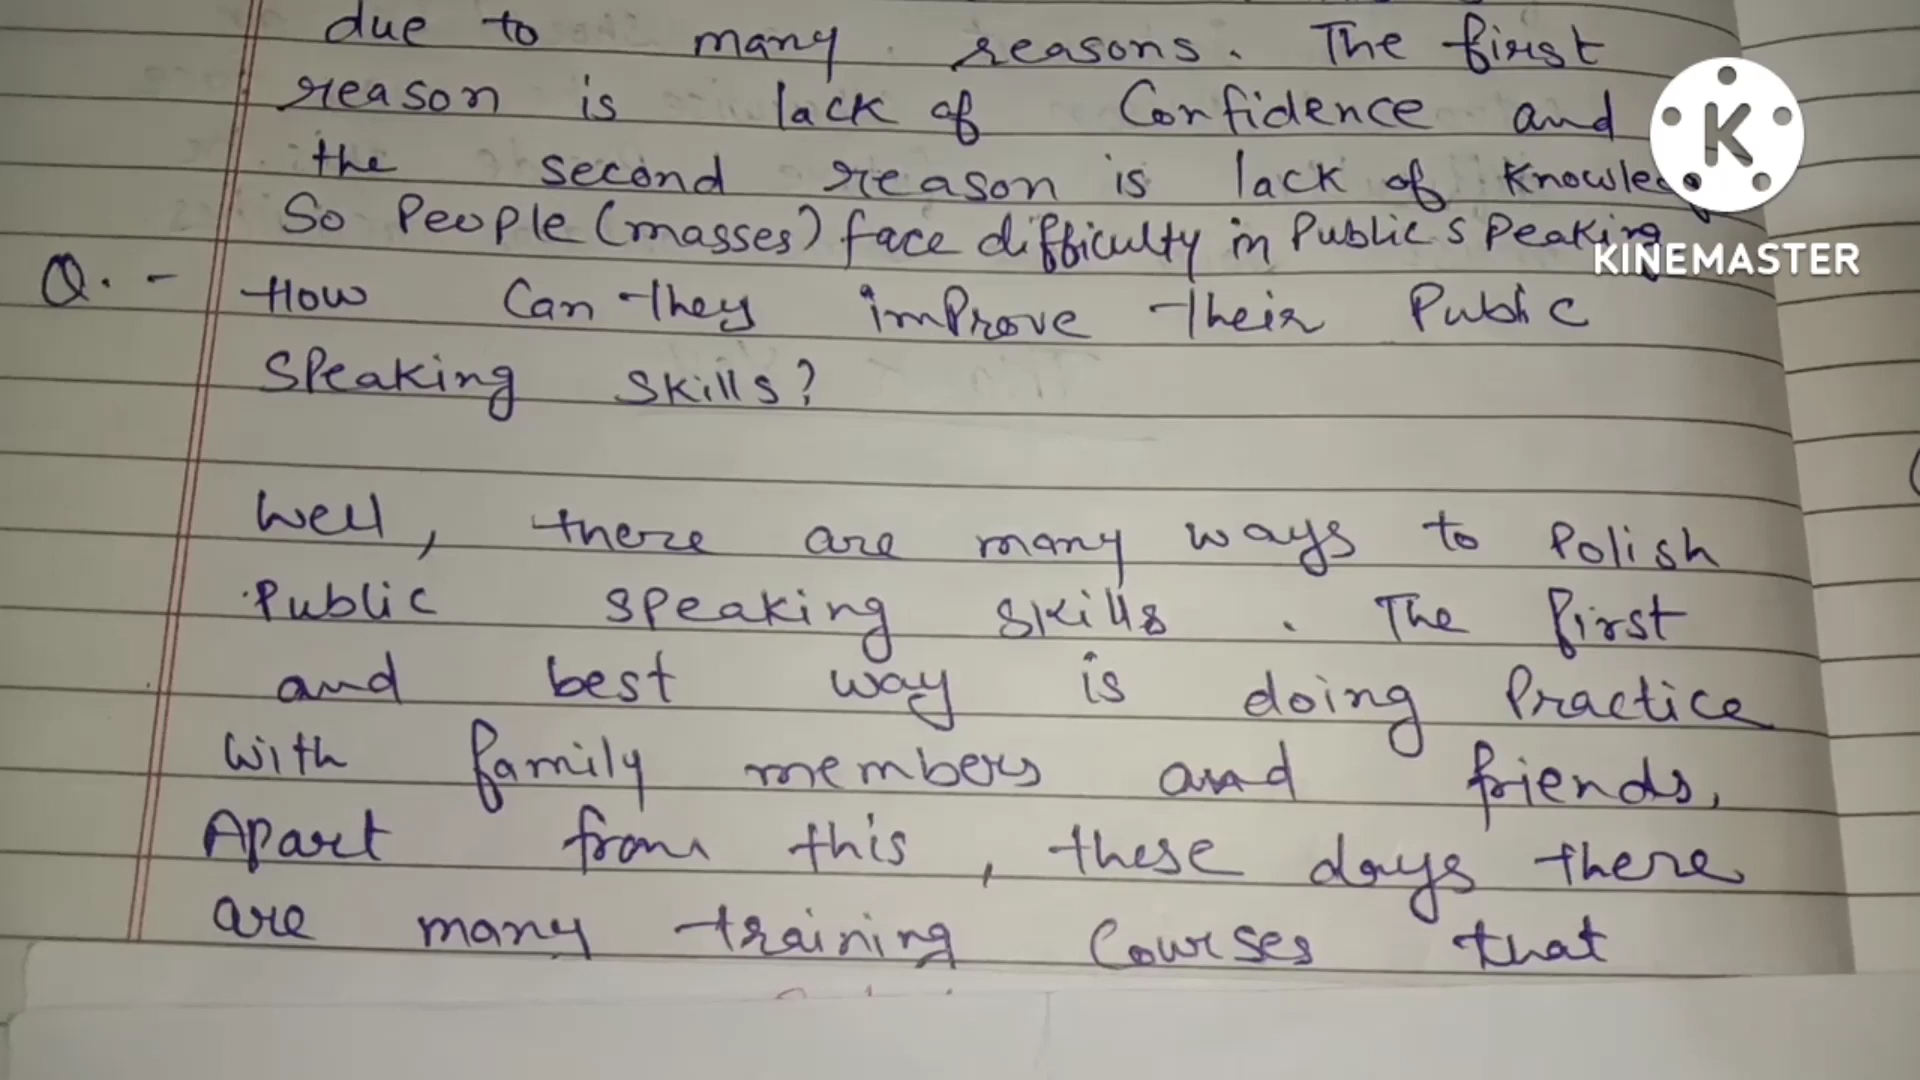 due to many reasons. The first
reason is lack of Confidence and
the second reason is lack of Knowled
So People (masses) face difficulty in Public Speaking
Q. - How Can they improve their Public
Speaking Skills?
Well, there are many ways to Polish
Public Speaking Skills. The first
and best way is doing Practice
with family members and friends,
Apart from this, these days there
are many training Courses that
K
KINEMASTER